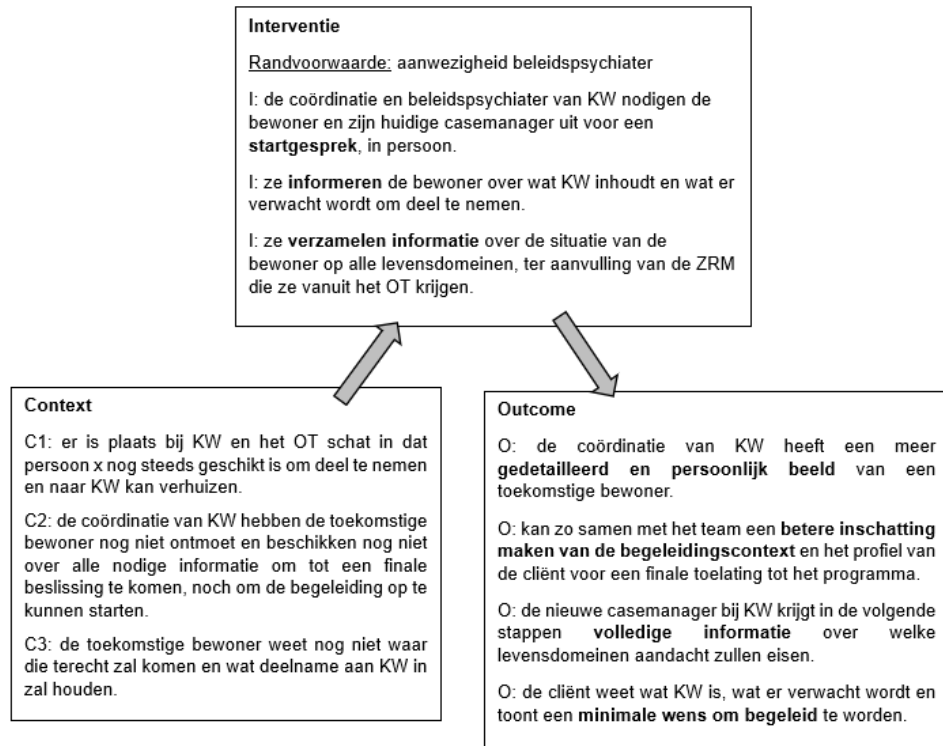 Interventie
Randvoorwaarde: aanwezigheid beleidspsychiater
I: de coördinatie en beleidspsychiater van KW nodigen de
bewoner en zijn huidige casemanager uit voor een
startgesprek, in persoon.
I: ze informeren de bewoner over wat KW inhoudt en wat er
verwacht wordt om deel te nemen.
I: ze verzamelen informatie over de situatie van de
bewoner op alle levensdomeinen, ter aanvulling van de ZRM
die ze vanuit het OT krijgen.
Context
C1: er is plaats bij KW en het OT schat in dat
persoon x nog steeds geschikt is om deel te nemen
en naar KW kan verhuizen.
C2: de coördinatie van KW hebben de toekomstige
bewoner nog niet ontmoet en beschikken nog niet
over alle nodige informatie om tot een finale
beslissing te komen, noch om de begeleiding op te
kunnen starten.
C3: de toekomstige bewoner weet nog niet waar
die terecht zal komen en wat deelname aan KW in
zal houden.
Outcome
O: de coördinatie van KW heeft een meer
gedetailleerd en persoonlijk beeld van een
toekomstige bewoner.
O: kan zo samen met het team een betere inschatting
maken van de begeleidingscontext en het profiel van
de cliënt voor een finale toelating tot het programma.
O: de nieuwe casemanager bij KW krijgt in de volgende
stappen volledige informatie over welke
levensdomeinen aandacht zullen eisen.
O: de cliënt weet wat KW is, wat er verwacht wordt en
toont een minimale wens om begeleid te worden.